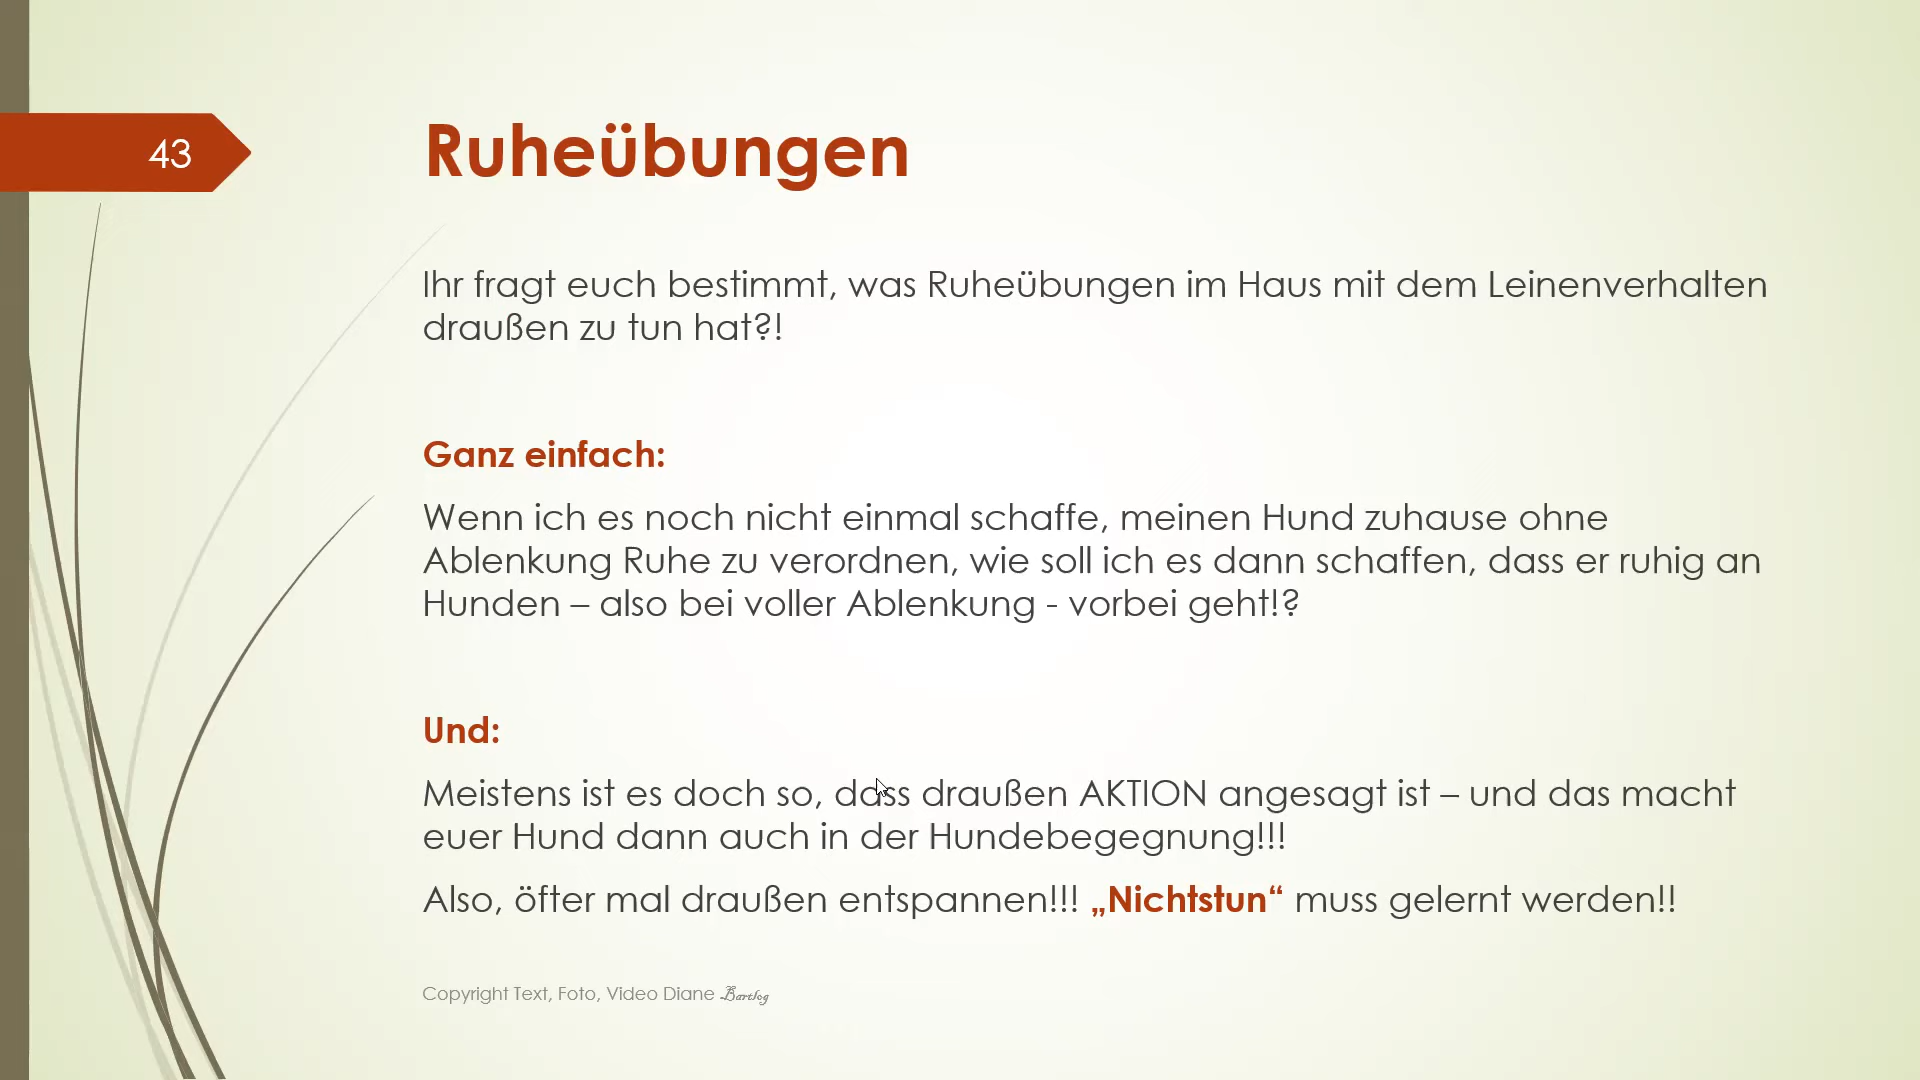 43
Ruheübungen
Ihr fragt euch bestimmt, was Ruheübungen im Haus mit dem Leinenverhalten
draußen zu tun hat?!
Ganz einfach:
Wenn ich es noch nicht einmal schaffe, meinen Hund zuhause ohne
Ablenkung Ruhe zu verordnen, wie soll ich es dann schaffen, dass er ruhig an
Hunden – also bei voller Ablenkung - vorbei geht!?
Und:
Meistens ist es doch so, dass draußen AKTION angesagt ist – und das macht
euer Hund dann auch in der Hundebegegnung!!!
Also, öfter mal draußen entspannen!!! „Nichtstun“ muss gelernt werden!!
Copyright Text, Foto, Video Diane Bartlog